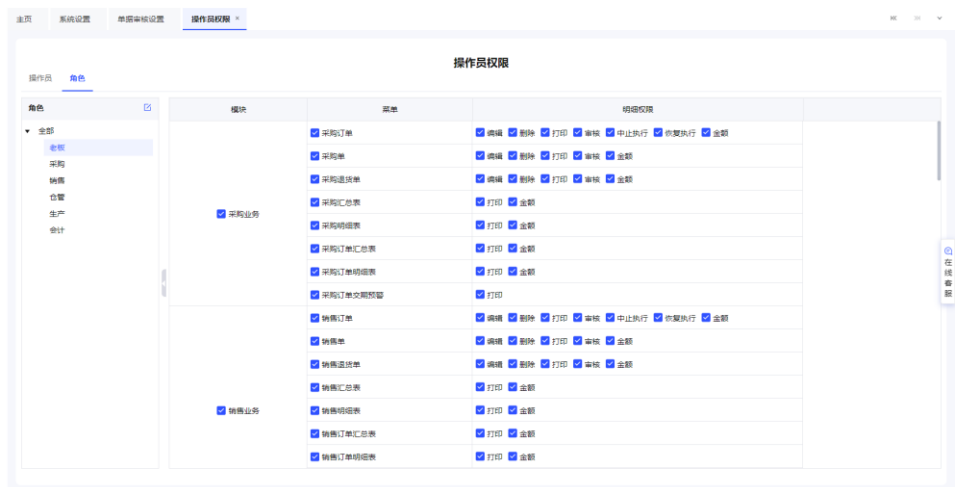 主页 系统设置 单据审核设置 操作员权限 ×
操作员权限
操作员 角色
角色
全部
老板
采购
销售
仓管
生产
会计
模块 菜单 明细权限
采购业务
采购订单 编辑 删除 打印 审核 中止执行 恢复执行 金额
采购单 编辑 删除 打印 审核 金额
采购退货单 编辑 删除 打印 审核 金额
采购汇总表 打印 金额
采购明细表 打印 金额
采购订单汇总表 打印 金额
采购订单明细表 打印 金额
采购订单交期预警 打印
销售业务
销售订单 编辑 删除 打印 审核 中止执行 恢复执行 金额
销售单 编辑 删除 打印 审核 金额
销售退货单 编辑 删除 打印 审核 金额
销售汇总表 打印 金额
销售明细表 打印 金额
销售订单汇总表 打印 金额
销售订单明细表 打印 金额
在线客服